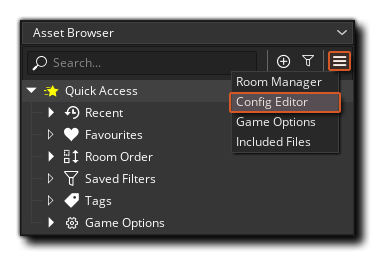 Asset Browser
Search...
Room Manager
Quick Access
Config Editor
Recent
Game Options
Favourites
Included Files
Room Order
Saved Filters
Tags
Game Options